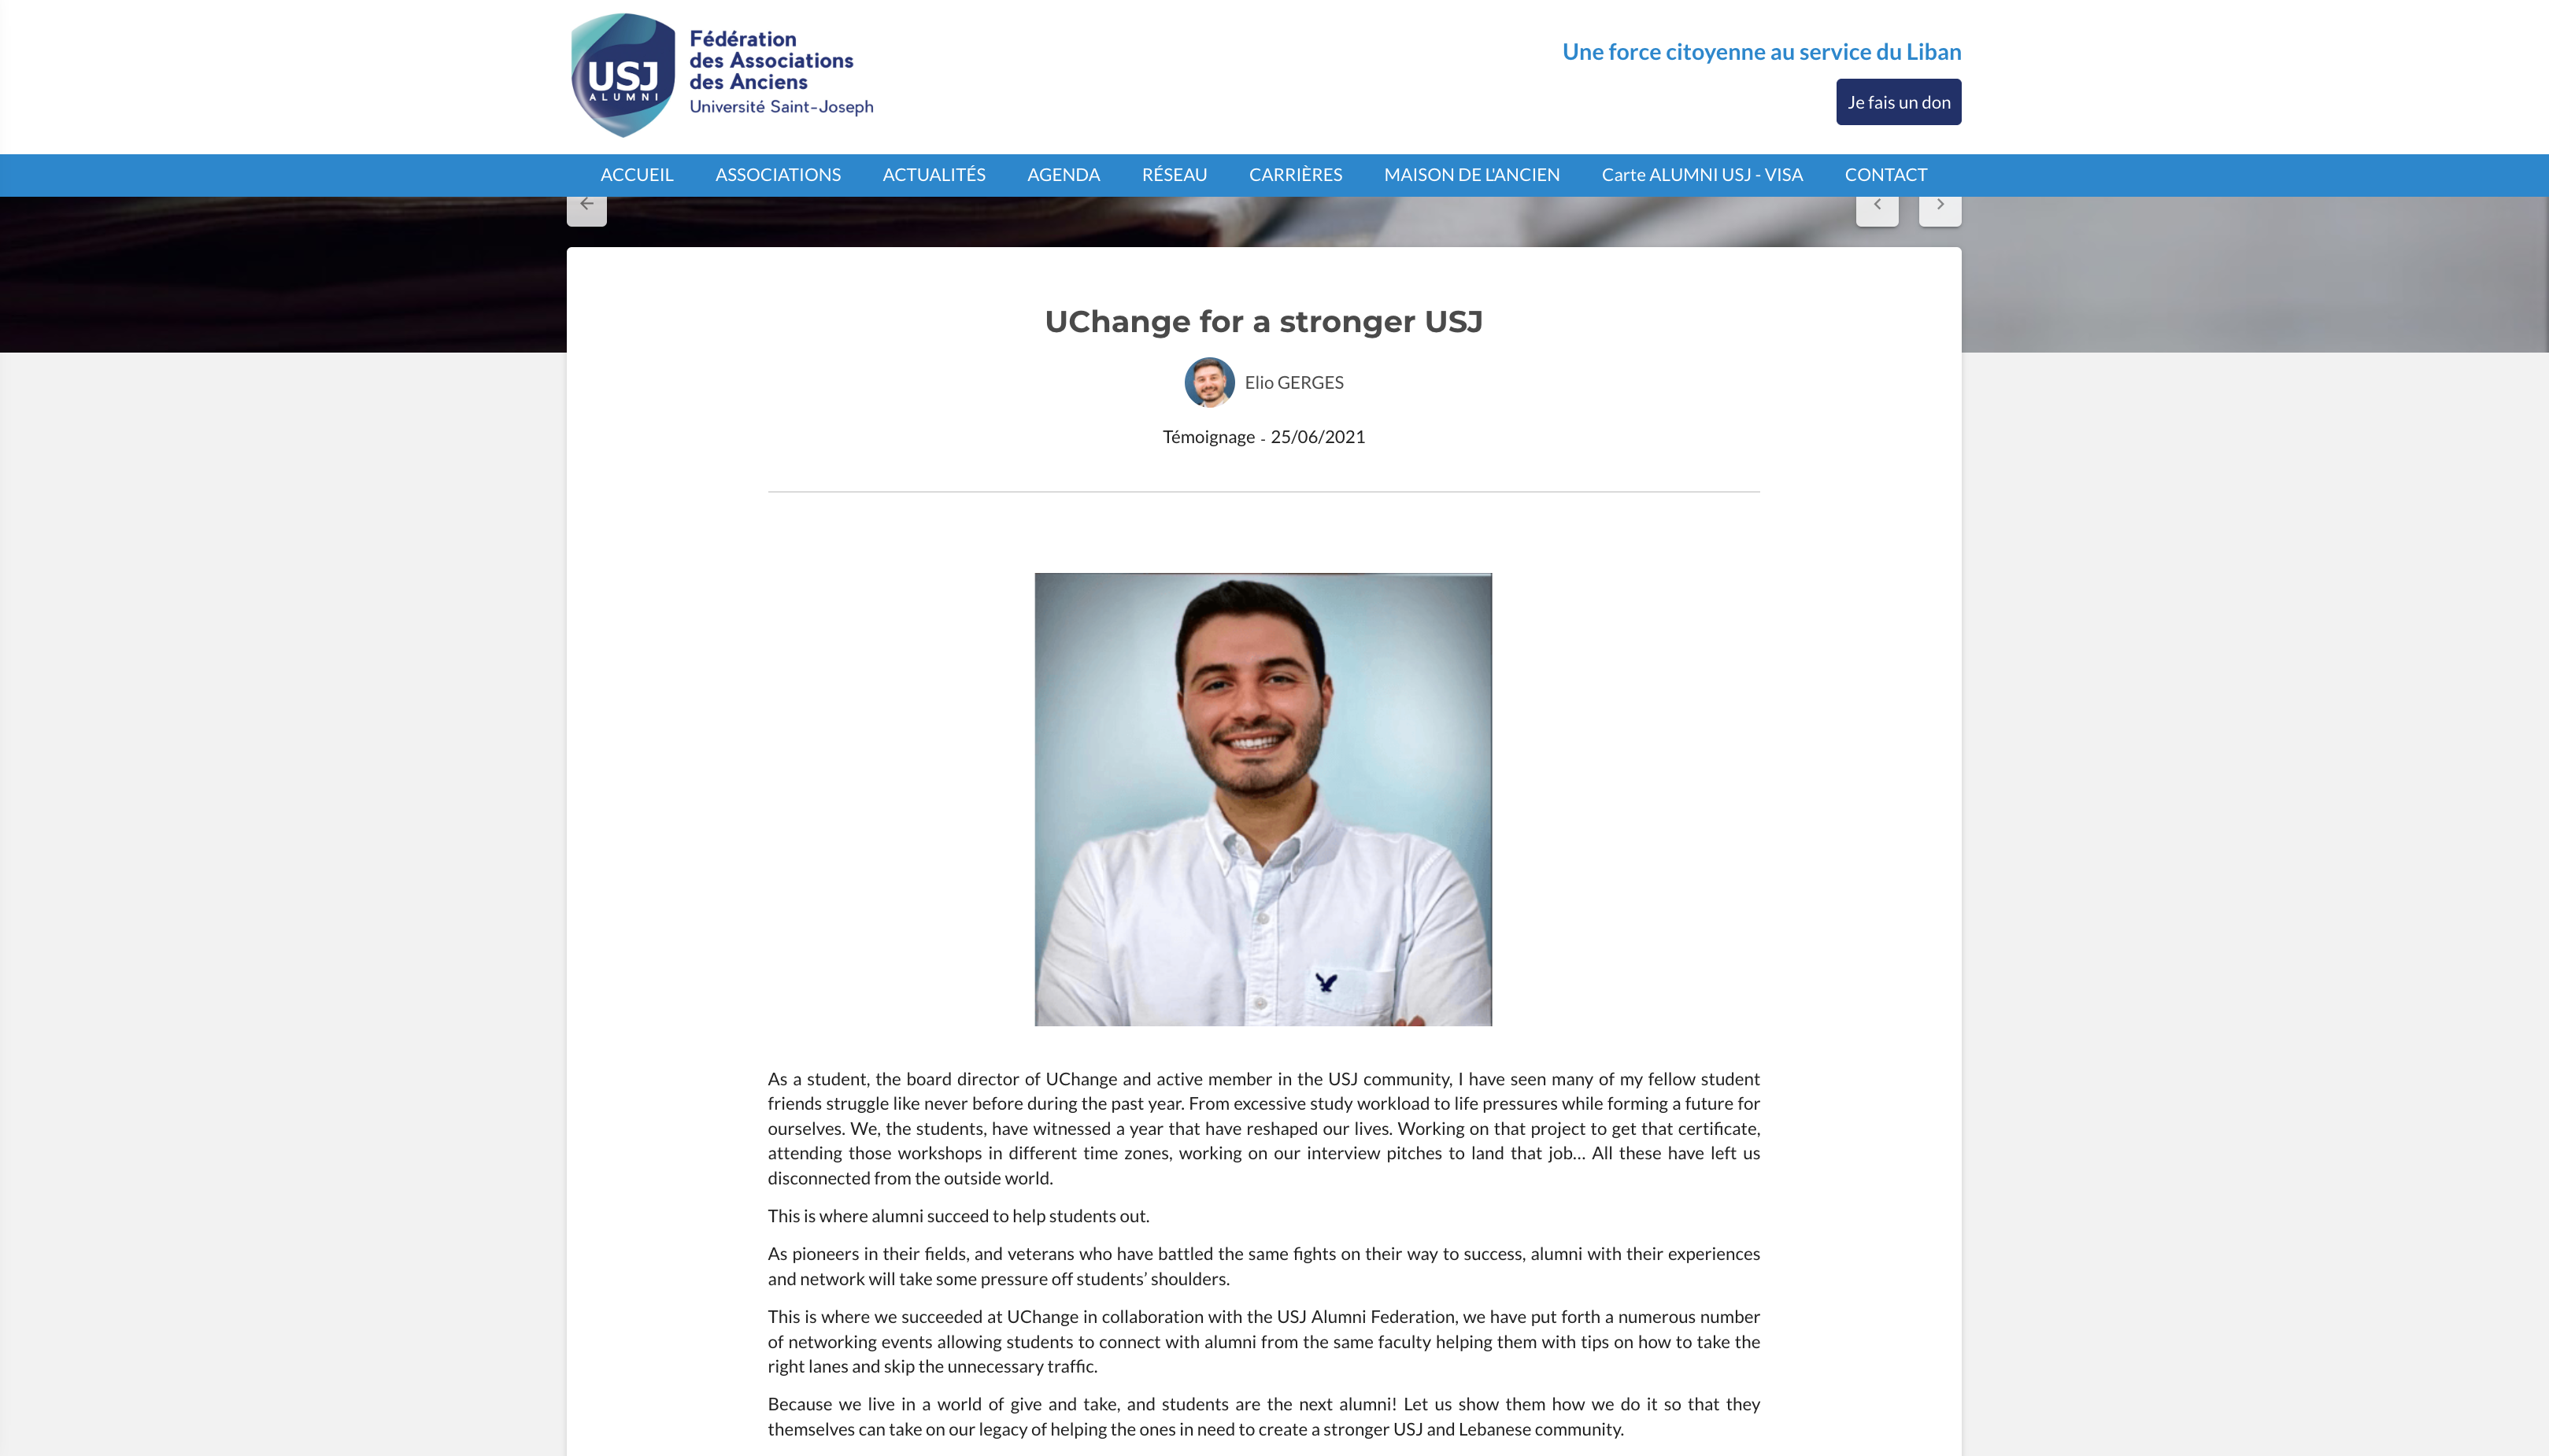 USJ
ALUMNI
Fédération
des Associations
des Anciens
Université Saint-Joseph
Une force citoyenne au service du Liban
Je fais un don
ACCUEIL ASSOCIATIONS ACTUALITÉS AGENDA RÉSEAU CARRIÈRES MAISON DE L'ANCIEN Carte ALUMNI USJ - VISA CONTACT
UChange for a stronger USJ
Elio GERGES
Témoignage - 25/06/2021
As a student, the board director of UChange and active member in the USJ community, I have seen many of my fellow student
friends struggle like never before during the past year. From excessive study workload to life pressures while forming a future for
ourselves. We, the students, have witnessed a year that have reshaped our lives. Working on that project to get that certificate,
attending those workshops in different time zones, working on our interview pitches to land that job… All these have left us
disconnected from the outside world.
This is where alumni succeed to help students out.
As pioneers in their fields, and veterans who have battled the same fights on their way to success, alumni with their experiences
and network will take some pressure off students’ shoulders.
This is where we succeeded at UChange in collaboration with the USJ Alumni Federation, we have put forth a numerous number
of networking events allowing students to connect with alumni from the same faculty helping them with tips on how to take the
right lanes and skip the unnecessary traffic.
Because we live in a world of give and take, and students are the next alumni! Let us show them how we do it so that they
themselves can take on our legacy of helping the ones in need to create a stronger USJ and Lebanese community.